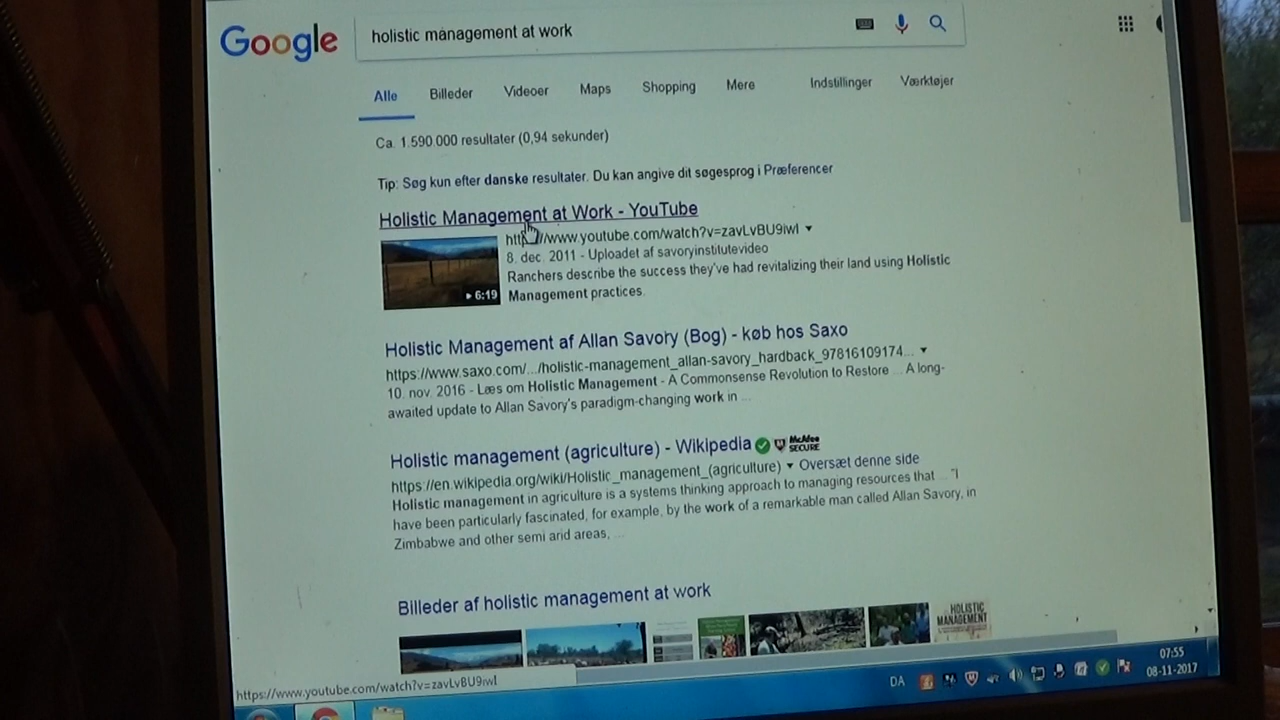 Google
holistic management at work
Alle Billeder Videoer Maps Shopping Mere Indstillinger Værktøjer
Ca. 1.590.000 resultater (0,94 sekunder)
Tip: Søg kun efter danske resultater. Du kan angive dit søgesprog i Præferencer
Holistic Management at Work - YouTube
https://www.youtube.com/watch?v=zavLvBU9iwI
8. dec. 2011 - Uploadet af savoryinstitutevideo
Ranchers describe the success they've had revitalizing their land using Holistic
Management practices.
6:19
Holistic Management af Allan Savory (Bog) - køb hos Saxo
https://www.saxo.com/.../holistic-management_allan-savory_hardback_97816109174...
10. nov. 2016 - Læs om Holistic Management - A Commonsense Revolution to Restore ... A long-
awaited update to Allan Savory's paradigm-changing work in ...
Holistic management (agriculture) - Wikipedia McAfee SECURE
https://en.wikipedia.org/wiki/Holistic_management_(agriculture) Oversæt denne side
Holistic management in agriculture is a systems thinking approach to managing resources that ... "I
have been particularly fascinated, for example, by the work of a remarkable man called Allan Savory, in
Zimbabwe and other semi arid areas, ...
Billeder af holistic management at work
HOLISTIC
MANAGEMENT
https://www.youtube.com/watch?v=zavLvBU9iwI
DA
07:55
08-11-2017